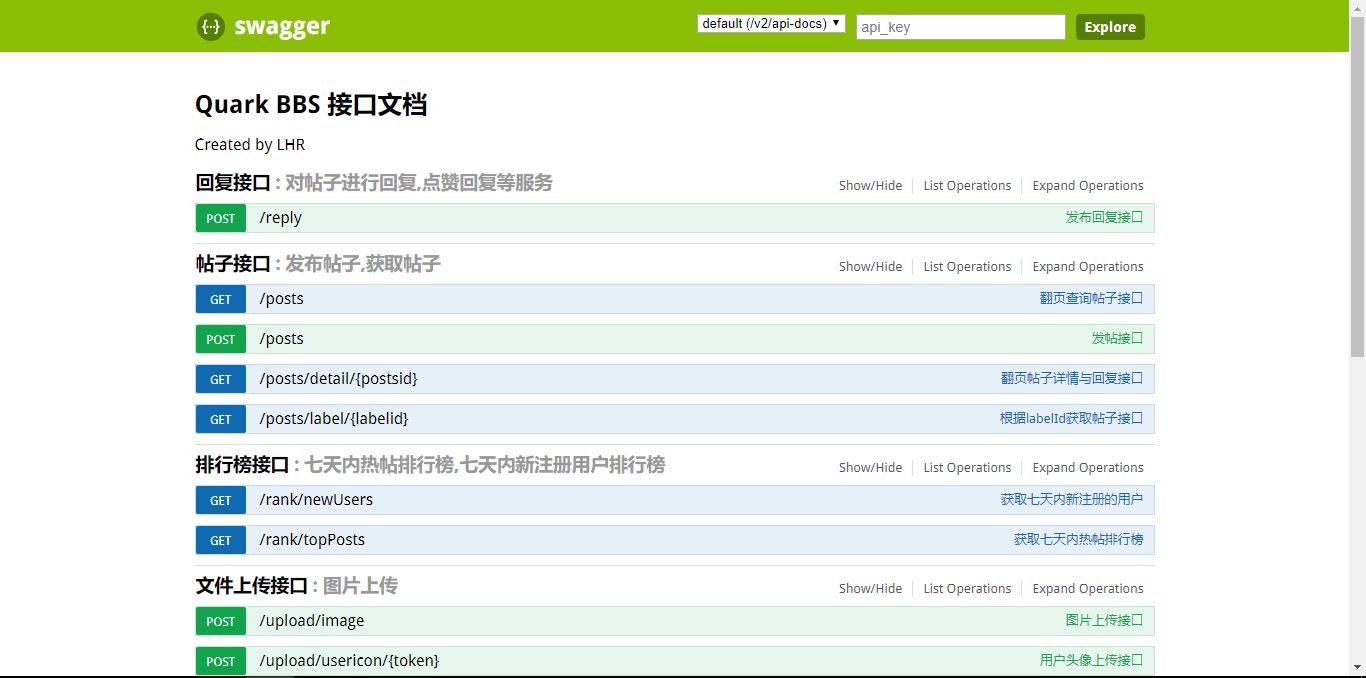 {···} swagger default (/v2/api-docs) ▼ api_key Explore
Quark BBS 接口文档
Created by LHR
回复接口 : 对帖子进行回复,点赞回复等服务 Show/Hide List Operations Expand Operations
POST /reply 发布回复接口
帖子接口 : 发布帖子,获取帖子 Show/Hide List Operations Expand Operations
GET /posts 翻页查询帖子接口
POST /posts 发帖接口
GET /posts/detail/{postsid} 翻页帖子详情与回复接口
GET /posts/label/{labelid} 根据labelId获取帖子接口
排行榜接口 : 七天内热帖排行榜,七天内新注册用户排行榜 Show/Hide List Operations Expand Operations
GET /rank/newUsers 获取七天内新注册的用户
GET /rank/topPosts 获取七天内热帖排行榜
文件上传接口 : 图片上传 Show/Hide List Operations Expand Operations
POST /upload/image 图片上传接口
POST /upload/usericon/{token} 用户头像上传接口